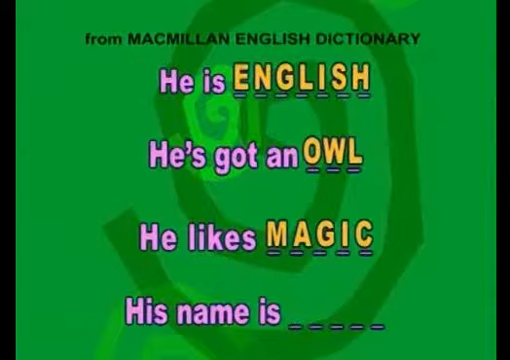 from MACMILLAN ENGLISH DICTIONARY
He is ENGLISH
He's got an OWL
He likes MAGIC
His name is _ _ _ _ _